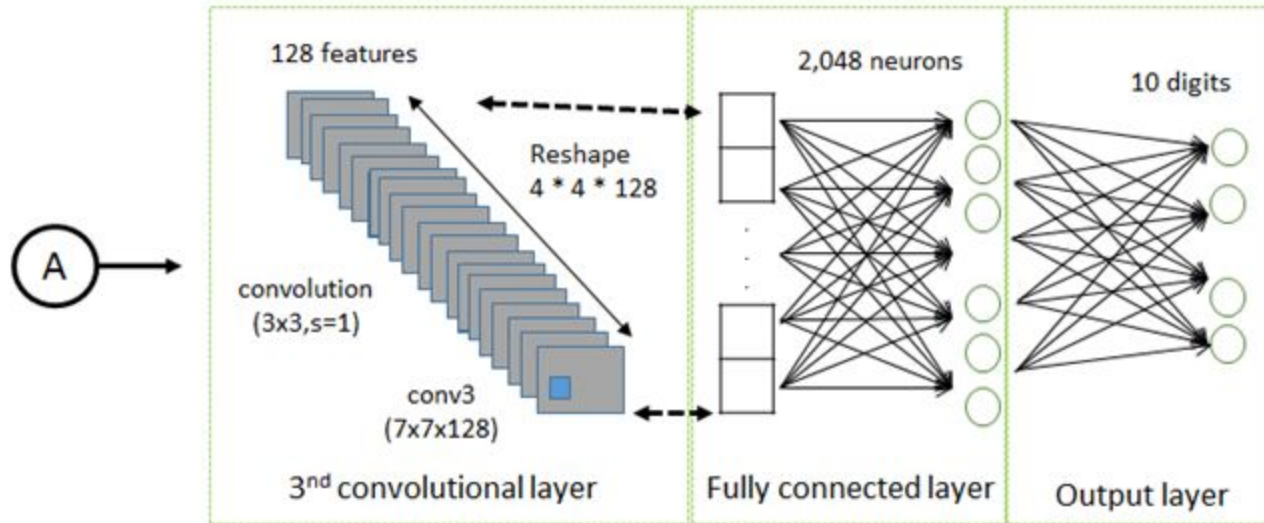 128 features
2,048 neurons
10 digits
Reshape
4 * 4 * 128
A
convolution
(3x3,s=1)
conv3
(7x7x128)
3nd convolutional layer
Fully connected layer
Output layer